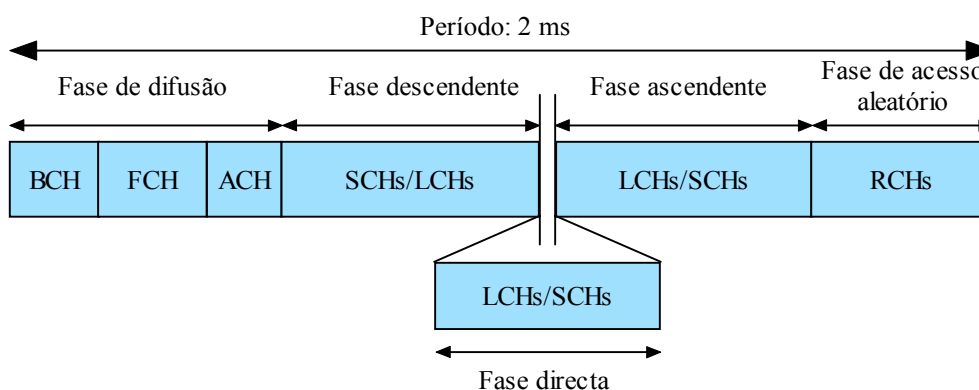 Período: 2 ms
Fase de difusão
Fase descendente
Fase ascendente
Fase de acesso
aleatório
BCH
FCH
ACH
SCHs/LCHs
LCHs/SCHs
RCHs
LCHs/SCHs
Fase directa